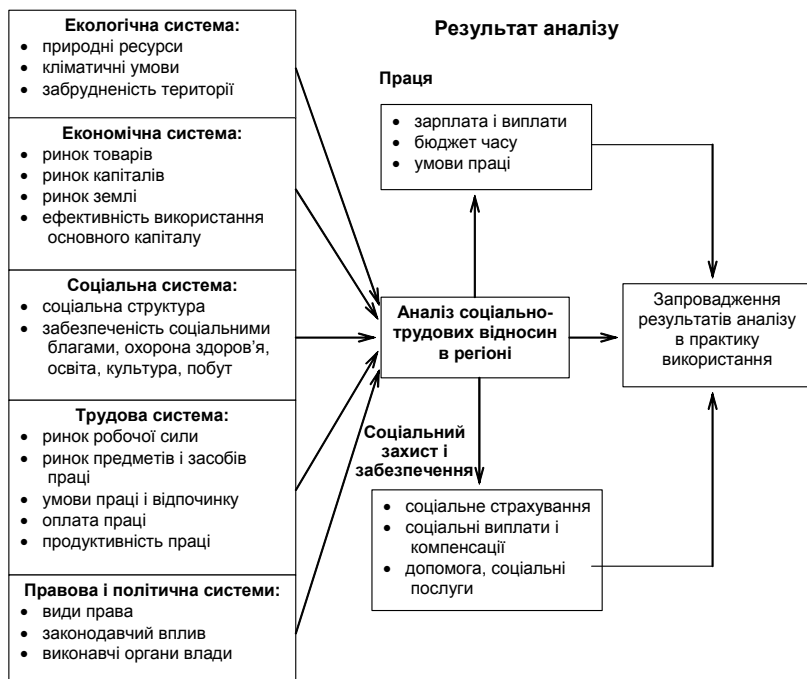 Екологічна система:
• природні ресурси
• кліматичні умови
• забрудненість території
Економічна система:
• ринок товарів
• ринок капіталів
• ринок землі
• ефективність використання
основного капіталу
Соціальна система:
• соціальна структура
• забезпеченість соціальними
благами, охорона здоров’я,
освіта, культура, побут
Трудова система:
• ринок робочої сили
• ринок предметів і засобів
праці
• умови праці і відпочинку
• оплата праці
• продуктивність праці
Правова і політична системи:
• види права
• законодавчий вплив
• виконавчі органи влади
Результат аналізу
Праця
• зарплата і виплати
• бюджет часу
• умови праці
Аналіз соціально-
трудових відносин
в регіоні
Соціальний
захист і
забезпечення
• соціальне страхування
• соціальні виплати і
компенсації
• допомога, соціальні
послуги
Запровадження
результатів аналізу
в практику
використання